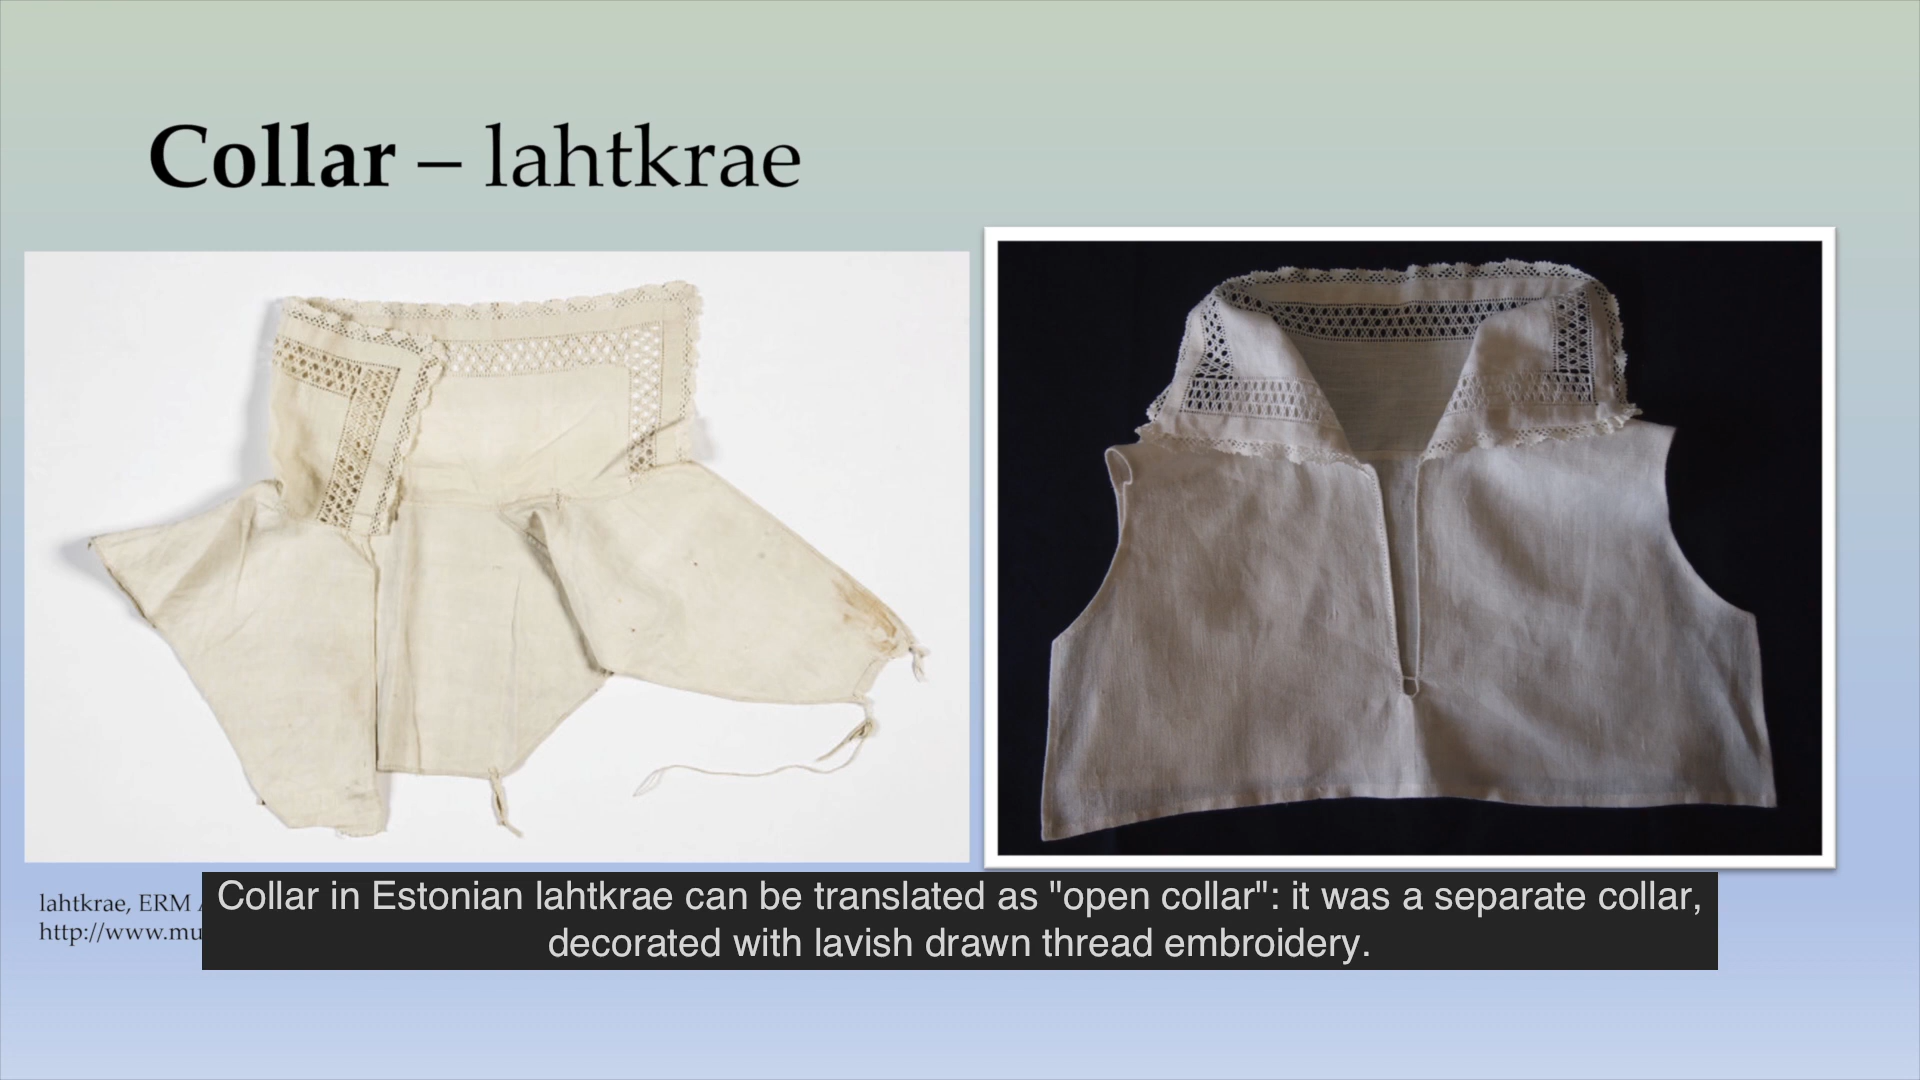 Collar – lahtkrae
lahtkrae, ERM
http://www.mu
Collar in Estonian lahtkrae can be translated as "open collar": it was a separate collar,
decorated with lavish drawn thread embroidery.